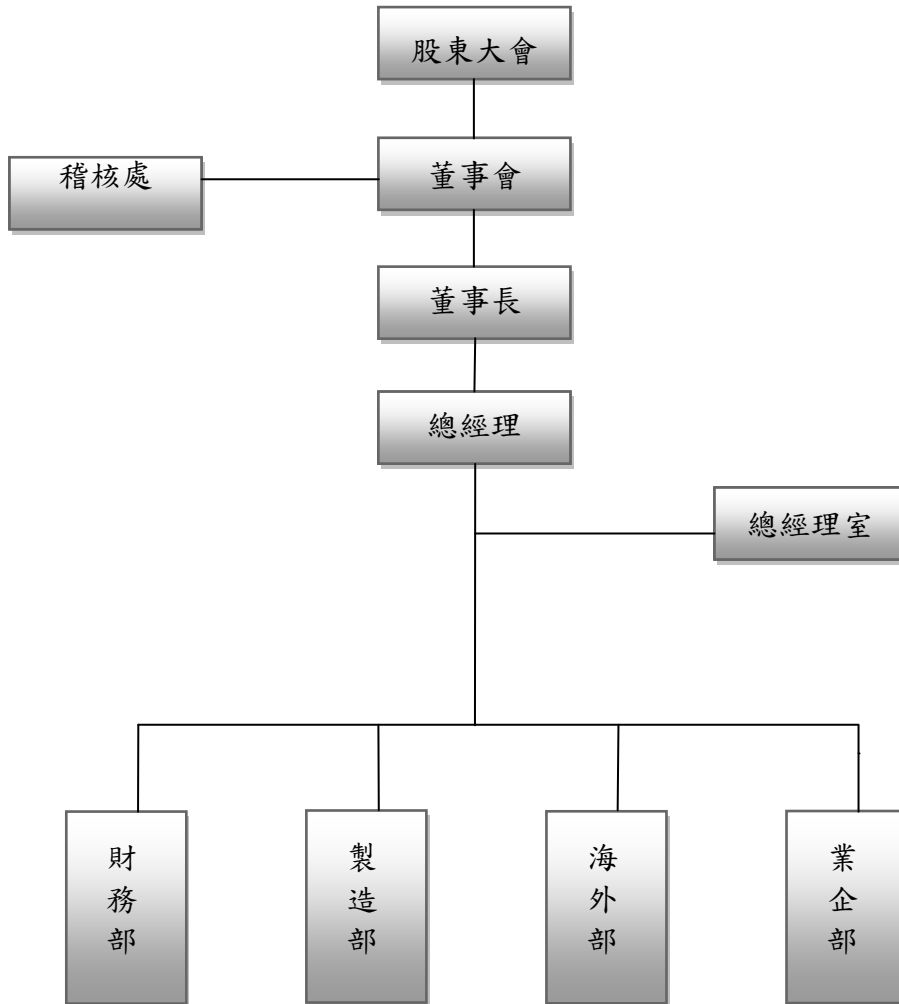 股東大會
稽核處
董事會
董事長
總經理
總經理室
財務部
製造部
海外部
業企部